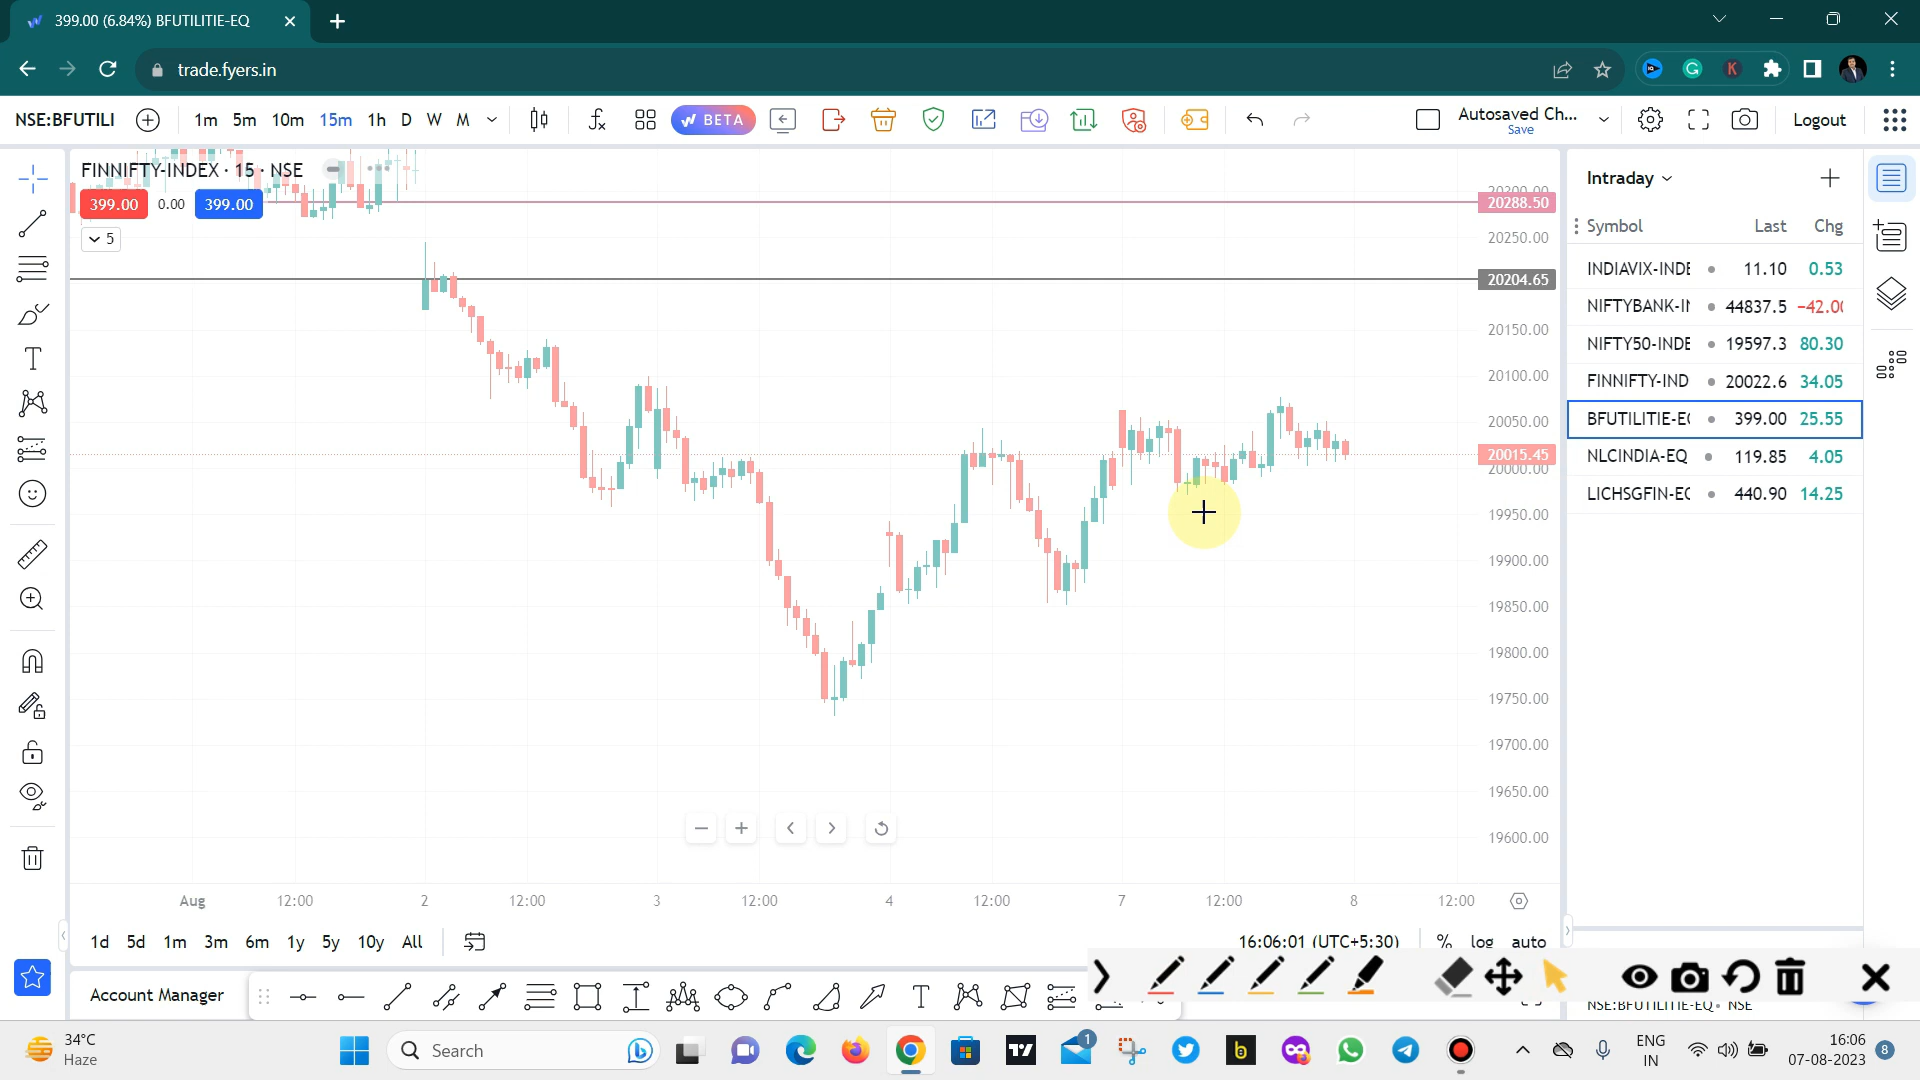 399.00 (6.84%) BFUTILITIE-EQ
trade.fyers.in
K
NSE:BFUTILI 1m 5m 10m 15m 1h D W M BETA Autosaved Ch... Save Logout
FINNIFTY-INDEX · 15 · NSE
399.00 0.00 399.00
5
20288.50
20250.00
20204.65
20150.00
20100.00
20050.00
20015.45
20000.00
19950.00
19900.00
19850.00
19800.00
19750.00
19700.00
19650.00
19600.00
Aug 12:00 2 12:00 3 12:00 4 12:00 7 12:00 8 12:00
1d 5d 1m 3m 6m 1y 5y 10y All 16:06:01 (UTC+5:30) % log auto
Intraday
Symbol Last Chg
INDIAVIX-INDE 11.10 0.53
NIFTYBANK-IN 44837.5 −42.00
NIFTY50-INDE 19597.3 80.30
FINNIFTY-IND 20022.6 34.05
BFUTILITIE-EQ 399.00 25.55
NLCINDIA-EQ 119.85 4.05
LICHSGFIN-EQ 440.90 14.25
Account Manager
NSE:BFUTILITIE-EQ · NSE
34°C
Haze
Search
1
ENG
IN
16:06
07-08-2023
8